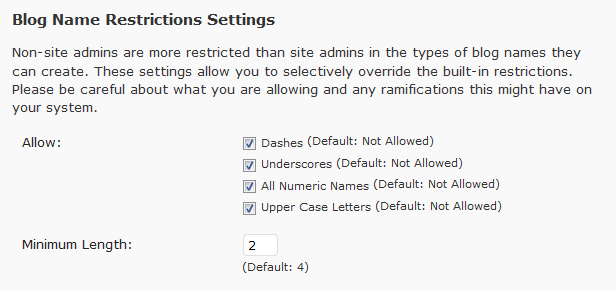 Blog Name Restrictions Settings
Non-site admins are more restricted than site admins in the types of blog names they
can create. These settings allow you to selectively override the built-in restrictions.
Please be careful about what you are allowing and any ramifications this might have on
your system.
Allow:
Dashes (Default: Not Allowed)
Underscores (Default: Not Allowed)
All Numeric Names (Default: Not Allowed)
Upper Case Letters (Default: Not Allowed)
Minimum Length:
2
(Default: 4)